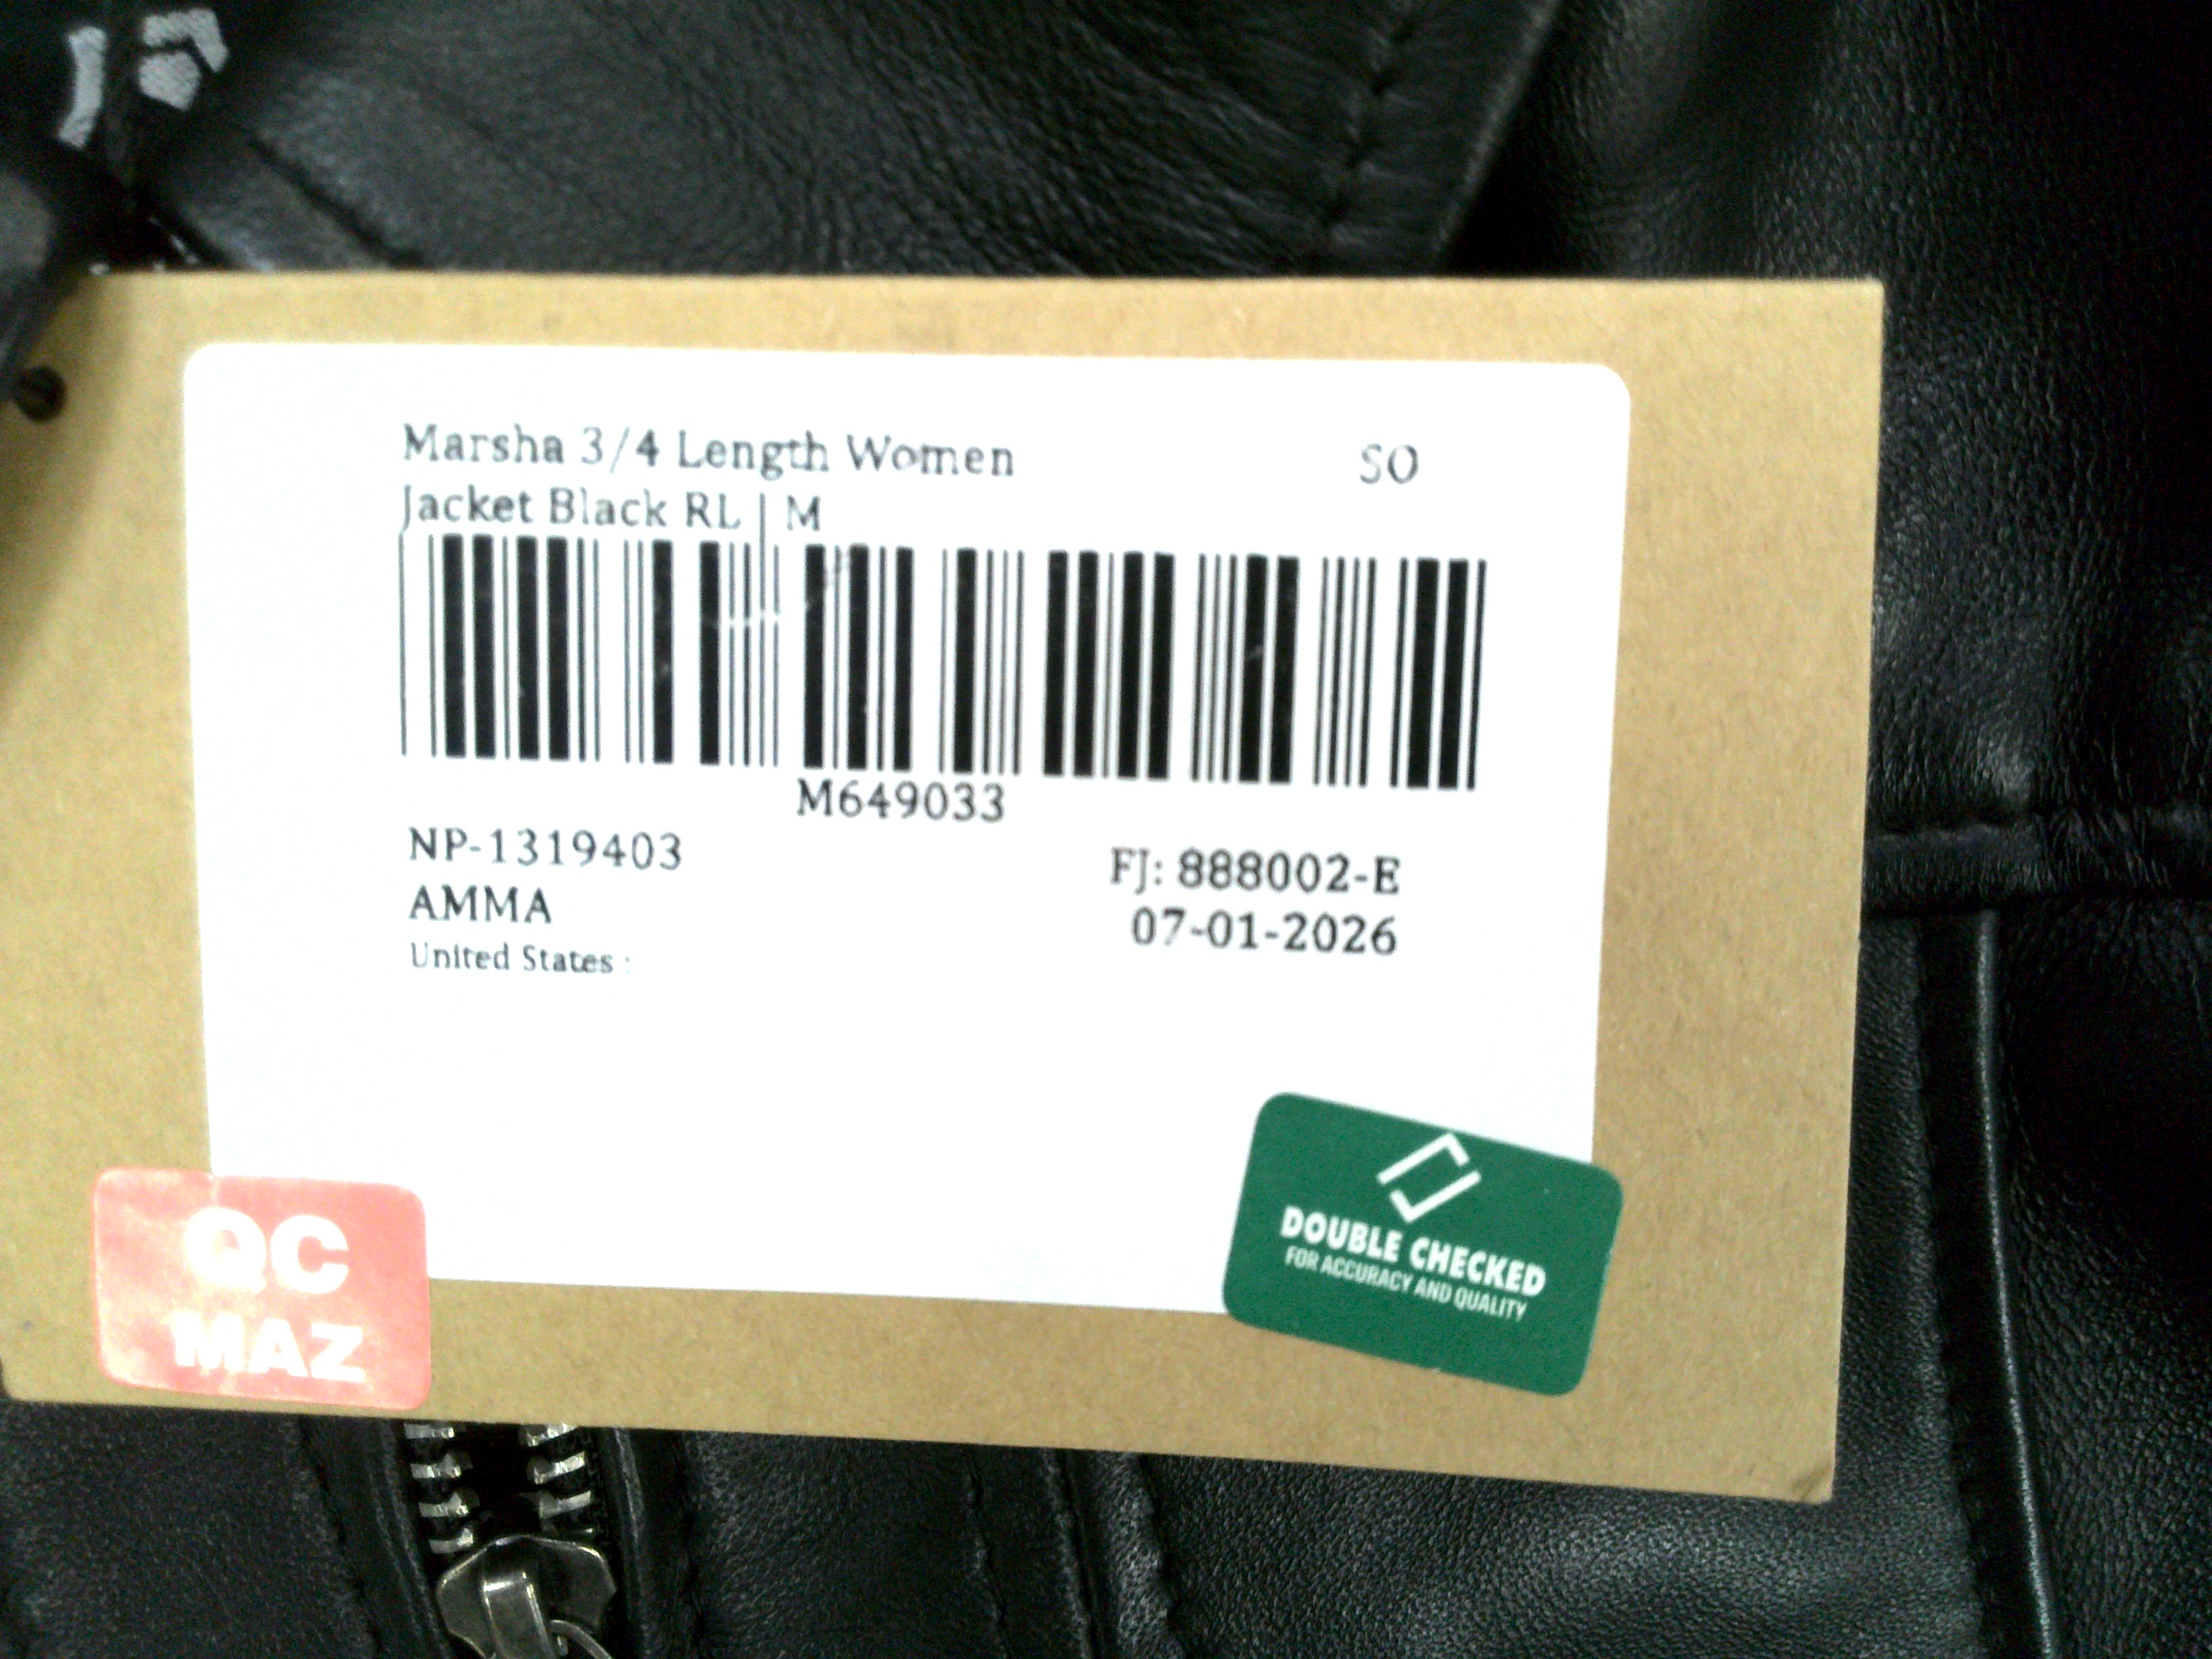 Marsha 3/4 Length Women SO
Jacket Black RL | M
M649033
NP-1319403
FJ: 888002-E
AMMA
07-01-2026
United States :
QC
MAZ
DOUBLE CHECKED
FOR ACCURACY AND QUALITY